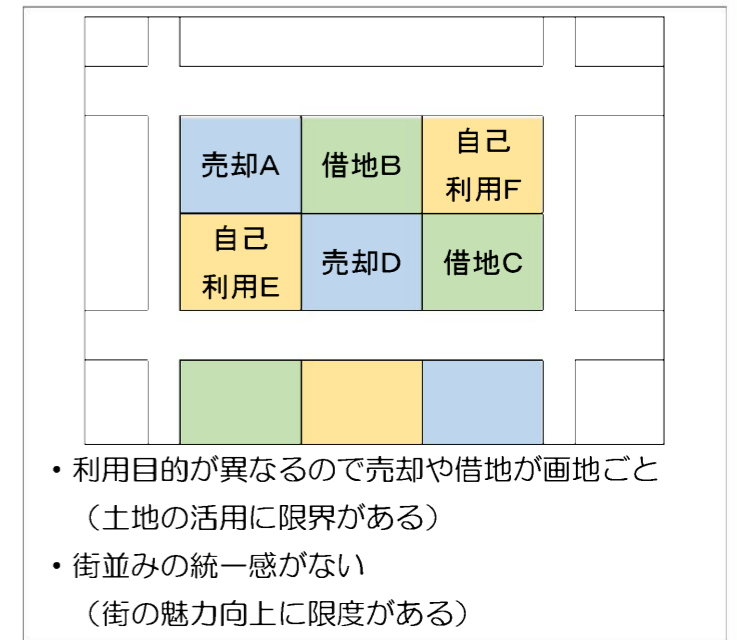 売却A
借地B
自己
利用F
自己
利用E
売却D
借地C
・利用目的が異なるので売却や借地が画地ごと
（土地の活用に限界がある）
・街並みの統一感がない
（街の魅力向上に限度がある）